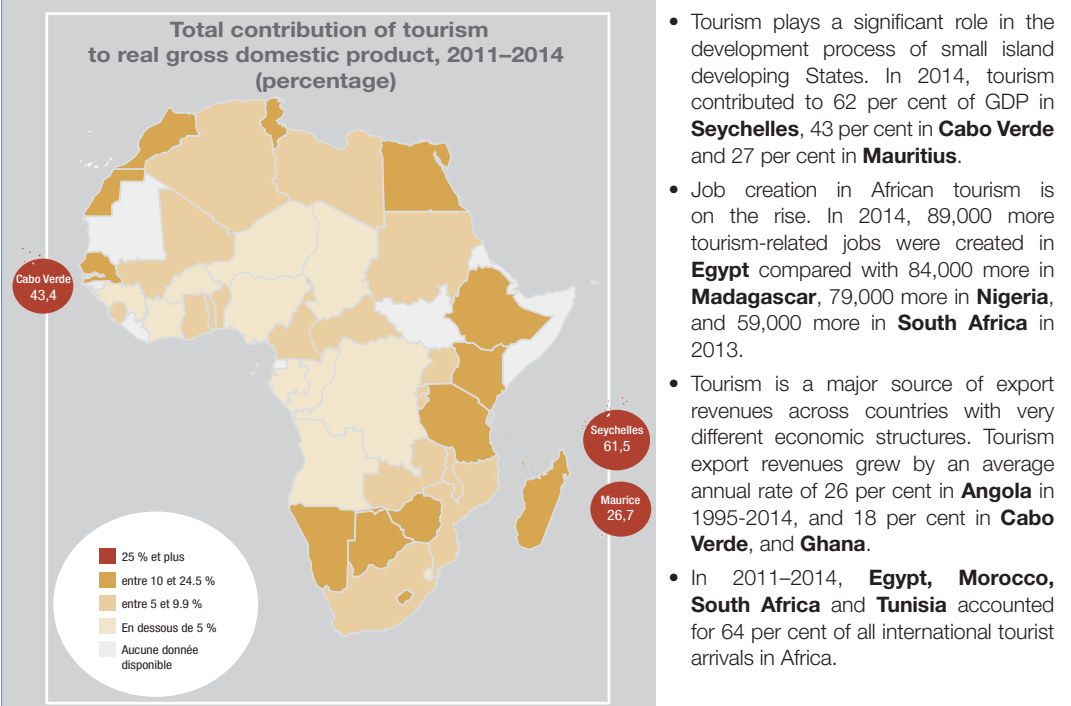 Total contribution of tourism
to real gross domestic product, 2011–2014
(percentage)
Cabo Verde
43,4
Seychelles
61,5
Maurice
26,7
25 % et plus
entre 10 et 24.5 %
entre 5 et 9.9 %
En dessous de 5 %
Aucune donnée
disponible
• Tourism plays a significant role in the
development process of small island
developing States. In 2014, tourism
contributed to 62 per cent of GDP in
Seychelles, 43 per cent in Cabo Verde
and 27 per cent in Mauritius.
• Job creation in African tourism is
on the rise. In 2014, 89,000 more
tourism-related jobs were created in
Egypt compared with 84,000 more in
Madagascar, 79,000 more in Nigeria,
and 59,000 more in South Africa in
2013.
• Tourism is a major source of export
revenues across countries with very
different economic structures. Tourism
export revenues grew by an average
annual rate of 26 per cent in Angola in
1995-2014, and 18 per cent in Cabo
Verde, and Ghana.
• In 2011–2014, Egypt, Morocco,
South Africa and Tunisia accounted
for 64 per cent of all international tourist
arrivals in Africa.